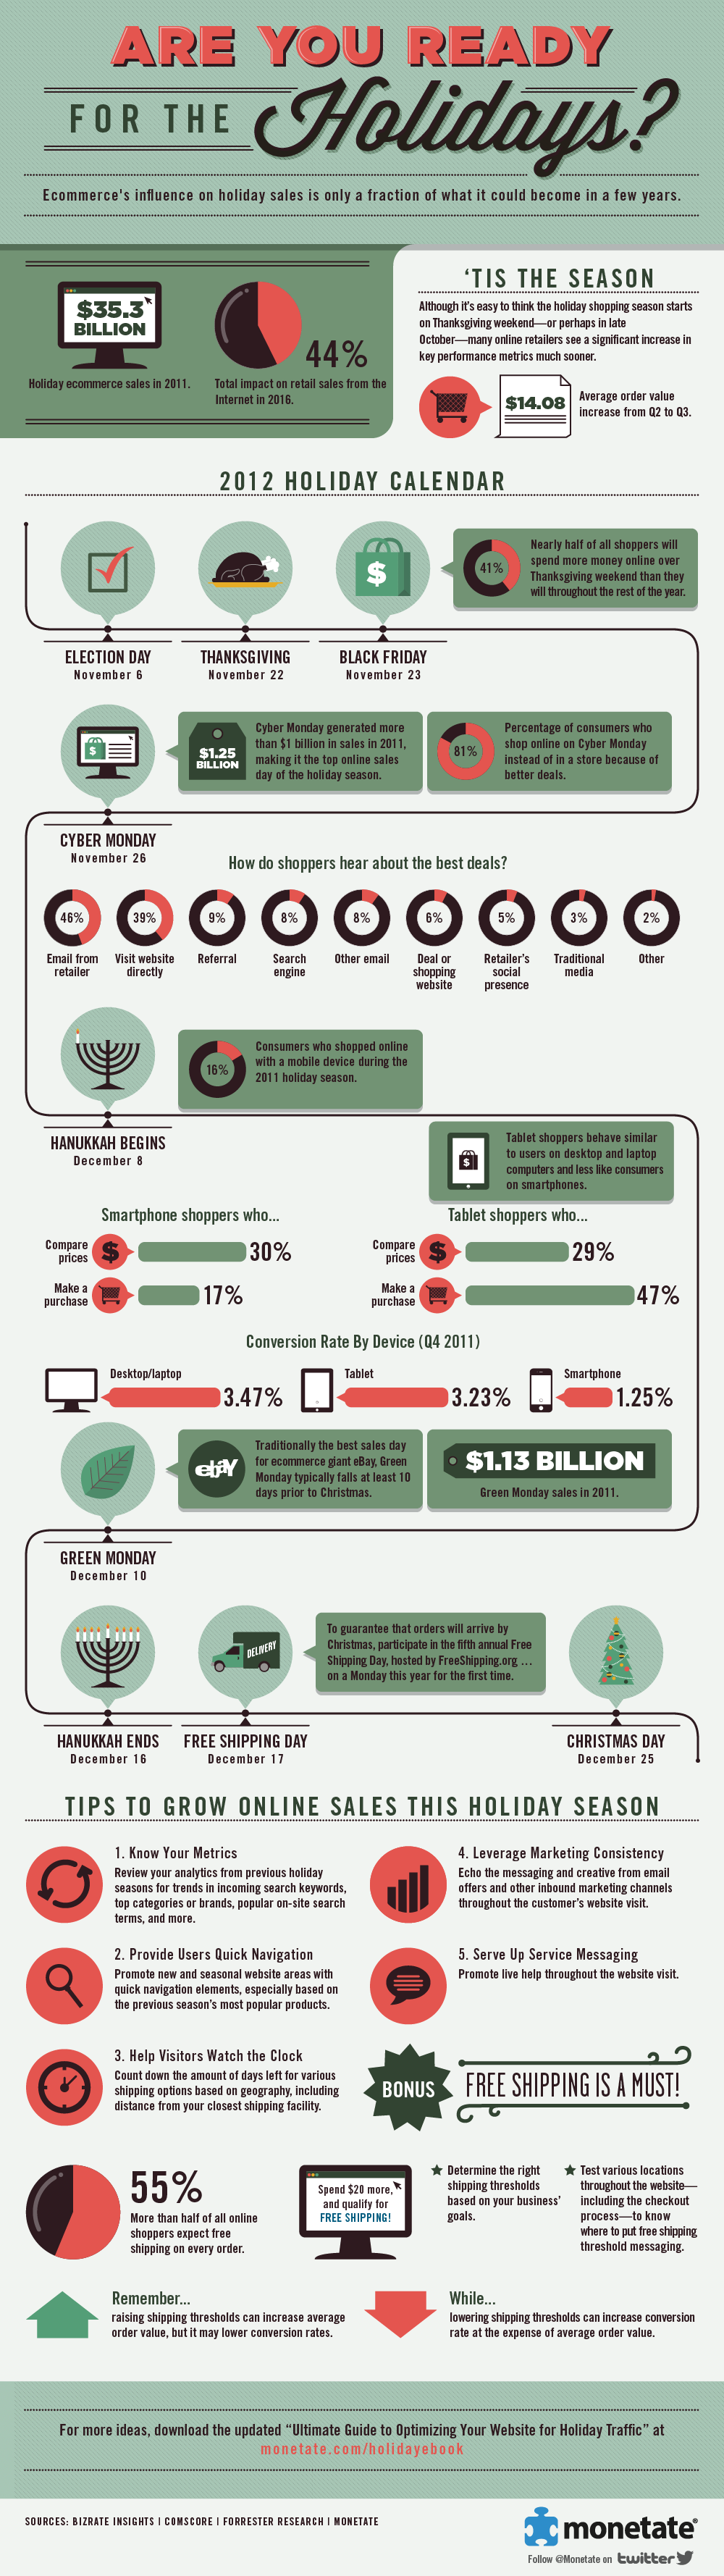 ARE YOU READY
FOR THE Holidays?
Ecommerce's influence on holiday sales is only a fraction of what it could become in a few years.
$35.3
BILLION
Holiday ecommerce sales in 2011.
44%
Total impact on retail sales from the
Internet in 2016.
'TIS THE SEASON
Although it's easy to think the holiday shopping season starts
on Thanksgiving weekend—or perhaps in late
October—many online retailers see a significant increase in
key performance metrics much sooner.
$14.08
Average order value
increase from Q2 to Q3.
2012 HOLIDAY CALENDAR
$
41%
Nearly half of all shoppers will
spend more money online over
Thanksgiving weekend than they
will throughout the rest of the year.
ELECTION DAY
November 6
THANKSGIVING
November 22
BLACK FRIDAY
November 23
$
$1.25
BILLION
Cyber Monday generated more
than $1 billion in sales in 2011,
making it the top online sales
day of the holiday season.
81%
Percentage of consumers who
shop online on Cyber Monday
instead of in a store because of
better deals.
CYBER MONDAY
November 26
How do shoppers hear about the best deals?
46%
Email from
retailer
39%
Visit website
directly
9%
Referral
8%
Search
engine
8%
Other email
6%
Deal or
shopping
website
5%
Retailer's
social
presence
3%
Traditional
media
2%
Other
16%
Consumers who shopped online
with a mobile device during the
2011 holiday season.
HANUKKAH BEGINS
December 8
$
Tablet shoppers behave similar
to users on desktop and laptop
computers and less like consumers
on smartphones.
Smartphone shoppers who...
Compare
prices
$
30%
Make a
purchase
17%
Tablet shoppers who...
Compare
prices
$
29%
Make a
purchase
47%
Conversion Rate By Device (Q4 2011)
Desktop/laptop
3.47%
Tablet
3.23%
Smartphone
1.25%
ebay
Traditionally the best sales day
for ecommerce giant eBay, Green
Monday typically falls at least 10
days prior to Christmas.
$1.13 BILLION
Green Monday sales in 2011.
GREEN MONDAY
December 10
DELIVERY
To guarantee that orders will arrive by
Christmas, participate in the fifth annual Free
Shipping Day, hosted by FreeShipping.org ...
on a Monday this year for the first time.
HANUKKAH ENDS
December 16
FREE SHIPPING DAY
December 17
CHRISTMAS DAY
December 25
TIPS TO GROW ONLINE SALES THIS HOLIDAY SEASON
1. Know Your Metrics
Review your analytics from previous holiday
seasons for trends in incoming search keywords,
top categories or brands, popular on-site search
terms, and more.
2. Provide Users Quick Navigation
Promote new and seasonal website areas with
quick navigation elements, especially based on
the previous season's most popular products.
3. Help Visitors Watch the Clock
Count down the amount of days left for various
shipping options based on geography, including
distance from your closest shipping facility.
4. Leverage Marketing Consistency
Echo the messaging and creative from email
offers and other inbound marketing channels
throughout the customer's website visit.
5. Serve Up Service Messaging
Promote live help throughout the website visit.
BONUS
FREE SHIPPING IS A MUST!
55%
More than half of all online
shoppers expect free
shipping on every order.
Spend $20 more,
and qualify for
FREE SHIPPING!
Determine the right
shipping thresholds
based on your business'
goals.
Test various locations
throughout the website—
including the checkout
process—to know
where to put free shipping
threshold messaging.
Remember...
raising shipping thresholds can increase average
order value, but it may lower conversion rates.
While...
lowering shipping thresholds can increase conversion
rate at the expense of average order value.
For more ideas, download the updated “Ultimate Guide to Optimizing Your Website for Holiday Traffic” at
monetate.com/holidayebook
SOURCES: BIZRATE INSIGHTS | COMSCORE | FORRESTER RESEARCH | MONETATE
monetate®
Follow @Monetate on twitter